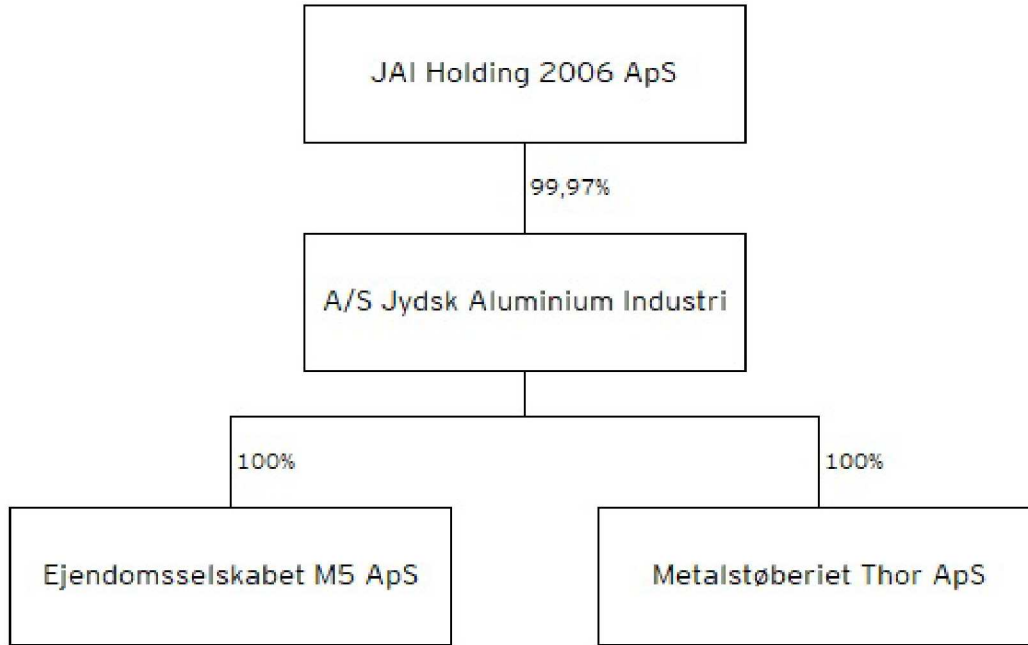 JAI Holding 2006 ApS
99,97%
A/S Jydsk Aluminium Industri
100%
100%
Ejendomsselskabet M5 ApS
Metalstøberiet Thor ApS